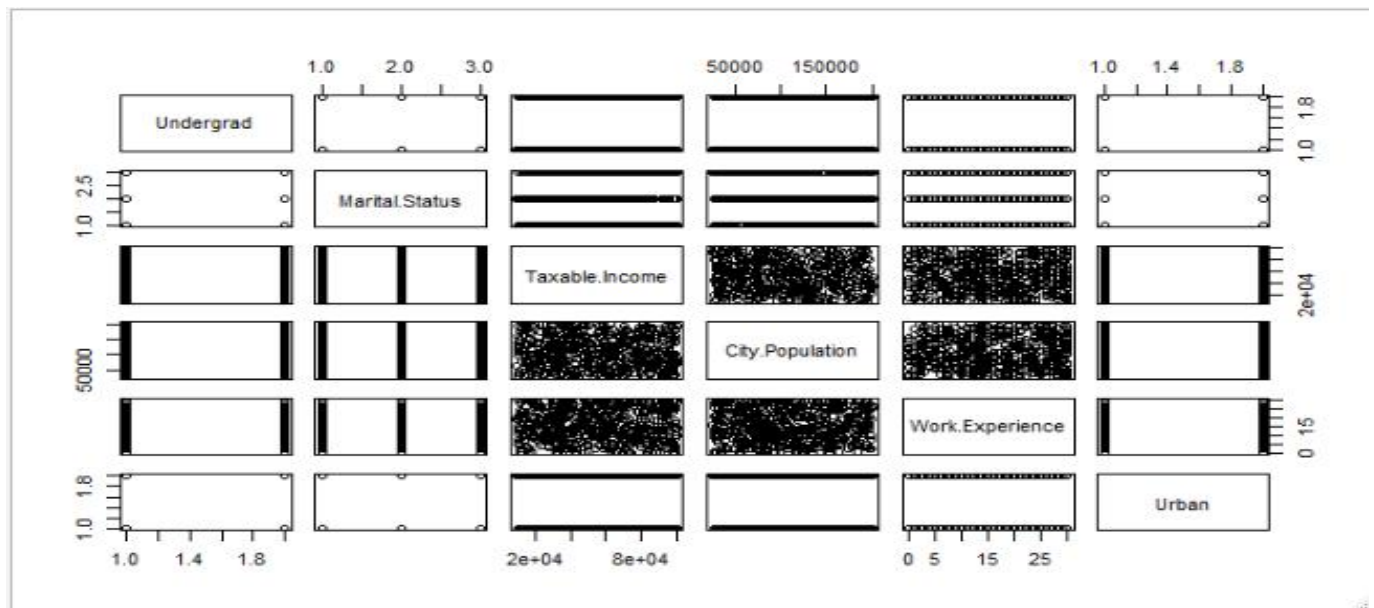 1.0 2.0 3.0 50000 150000 1.0 1.4 1.8
Undergrad
1.0 1.8
1.0 2.5
Marital.Status
Taxable.Income
2e+04
50000
City.Population
Work.Experience
0 15
1.0 1.8
Urban
1.0 1.4 1.8 2e+04 8e+04 0 5 15 25